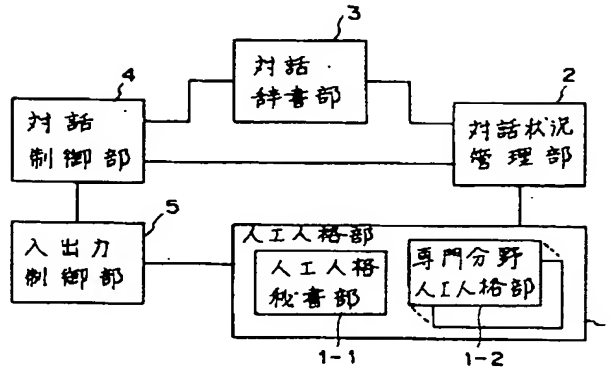 3
対話
辞書部
4
対話
制御部
2
対話状況
管理部
5
入出力
制御部
人工人格部
人工人格
秘書部
専門分野
人工人格部
1-1
1-2